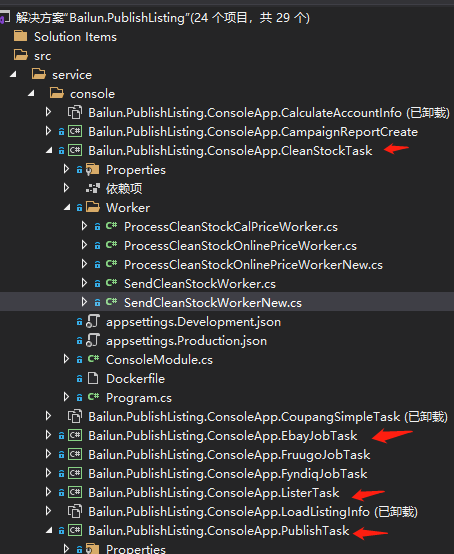 解决方案"Bailun.PublishListing"(24 个项目，共 29 个)
Solution Items
src
service
console
Bailun.PublishListing.ConsoleApp.CalculateAccountInfo (已卸载)
Bailun.PublishListing.ConsoleApp.CampaignReportCreate
Bailun.PublishListing.ConsoleApp.CleanStockTask
Properties
依赖项
Worker
ProcessCleanStockCalPriceWorker.cs
ProcessCleanStockOnlinePriceWorker.cs
ProcessCleanStockOnlinePriceWorkerNew.cs
SendCleanStockWorker.cs
SendCleanStockWorkerNew.cs
appsettings.Development.json
appsettings.Production.json
ConsoleModule.cs
Dockerfile
Program.cs
Bailun.PublishListing.ConsoleApp.CoupangSimpleTask (已卸载)
Bailun.PublishListing.ConsoleApp.EbayJobTask
Bailun.PublishListing.ConsoleApp.FruugoJobTask
Bailun.PublishListing.ConsoleApp.FyndiqJobTask
Bailun.PublishListing.ConsoleApp.ListerTask
Bailun.PublishListing.ConsoleApp.LoadListingInfo (已卸载)
Bailun.PublishListing.ConsoleApp.PublishTask
Properties